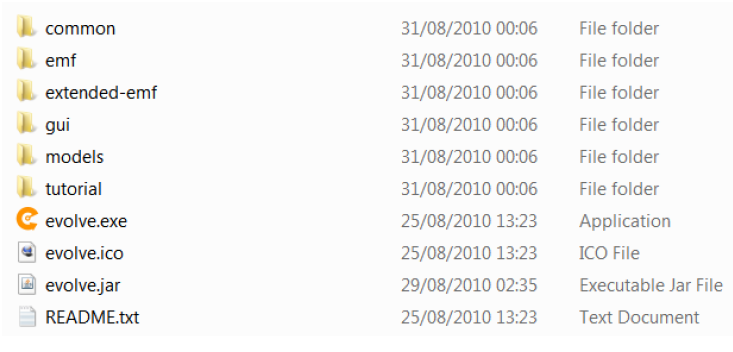 common 31/08/2010 00:06 File folder
emf 31/08/2010 00:06 File folder
extended-emf 31/08/2010 00:06 File folder
gui 31/08/2010 00:06 File folder
models 31/08/2010 00:06 File folder
tutorial 31/08/2010 00:06 File folder
evolve.exe 25/08/2010 13:23 Application
evolve.ico 25/08/2010 13:23 ICO File
evolve.jar 29/08/2010 02:35 Executable Jar File
README.txt 25/08/2010 13:23 Text Document